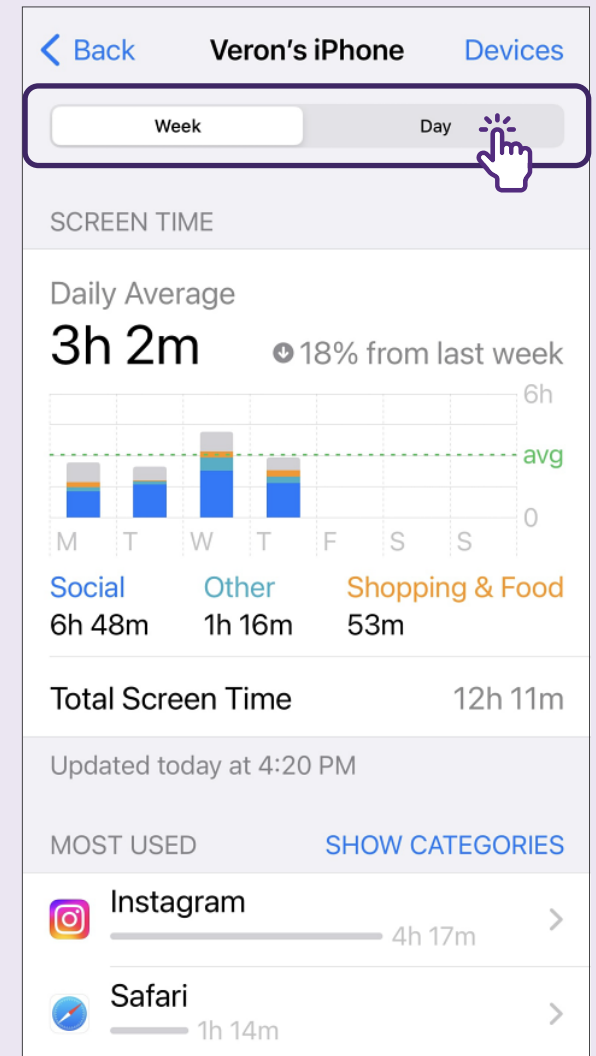 Back Veron's iPhone Devices
Week Day
SCREEN TIME
Daily Average
3h 2m 18% from last week
6h
avg
0
M T W T F S S
Social Other Shopping & Food
6h 48m 1h 16m 53m
Total Screen Time 12h 11m
Updated today at 4:20 PM
MOST USED SHOW CATEGORIES
Instagram
4h 17m
Safari
1h 14m